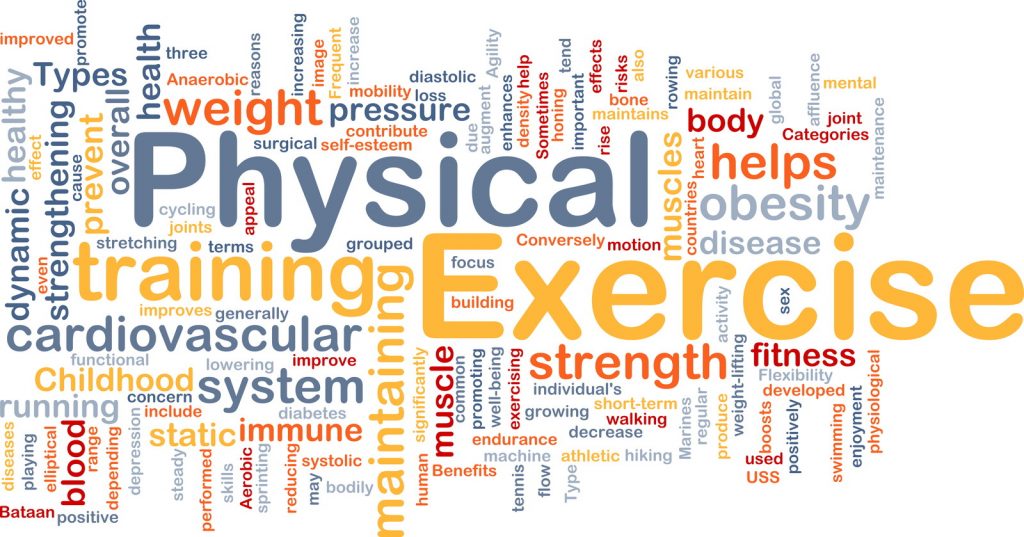 improved
promote
health
three
Anaerobic
reasons
increasing
image
Frequent
increase
mobility
loss
diastolic
Agility
due
augment
enhances
help
density
Sometimes
honing
tend
important
effects
rise
risks
also
bone
maintains
rowing
various
maintain
global
affluence
mental
joint
Categories
maintenance
healthy
Types
effect
strengthening
cause
prevent
overall
weight
pressure
contribute
surgical
self-esteem
body
helps
heart
muscles
countries
obesity
disease
Physical
cycling
joints
appeal
stretching
terms
grouped
Conversely
motion
dynamic
even
training
focus
building
Exercise
sex
activity
improves
generally
cardiovascular
maintaining
functional
lowering
improve
Childhood
concern
system
strength
fitness
Flexibility
developed
weight-lifting
physiological
significantly
muscle
common
promoting
well-being
exercising
individual's
growing
short-term
walking
decrease
Marines
regular
produce
boosts
positively
swimming
enjoyment
running
include
diabetes
static
immune
endurance
machine
athletic
hiking
used
USS
diseases
playing
elliptical
blood
range
depending
depression
steady
performed
skills
Aerobic
sprinting
reducing
systolic
may
bodily
human
Benefits
tennis
flow
Type
Bataan
positive